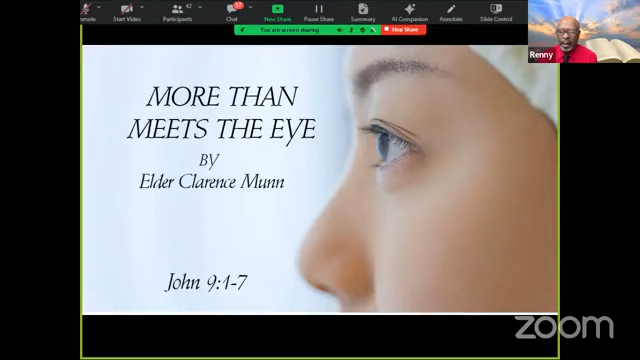 Start Video
Participants
42
Chat
57
New Share
Pause Share
Summary
AI Companion
Annotate
Slide Control
You are screen sharing
Stop Share
Renny
MORE THAN
MEETS THE EYE
BY
Elder Clarence Munn
John 9:1-7
zoom